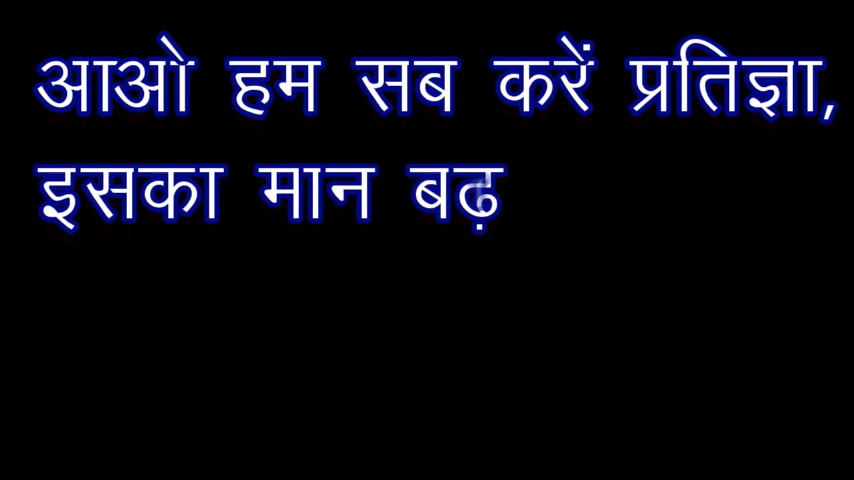 आओ हम सब करें प्रतिज्ञा,
इसका मान बढ़